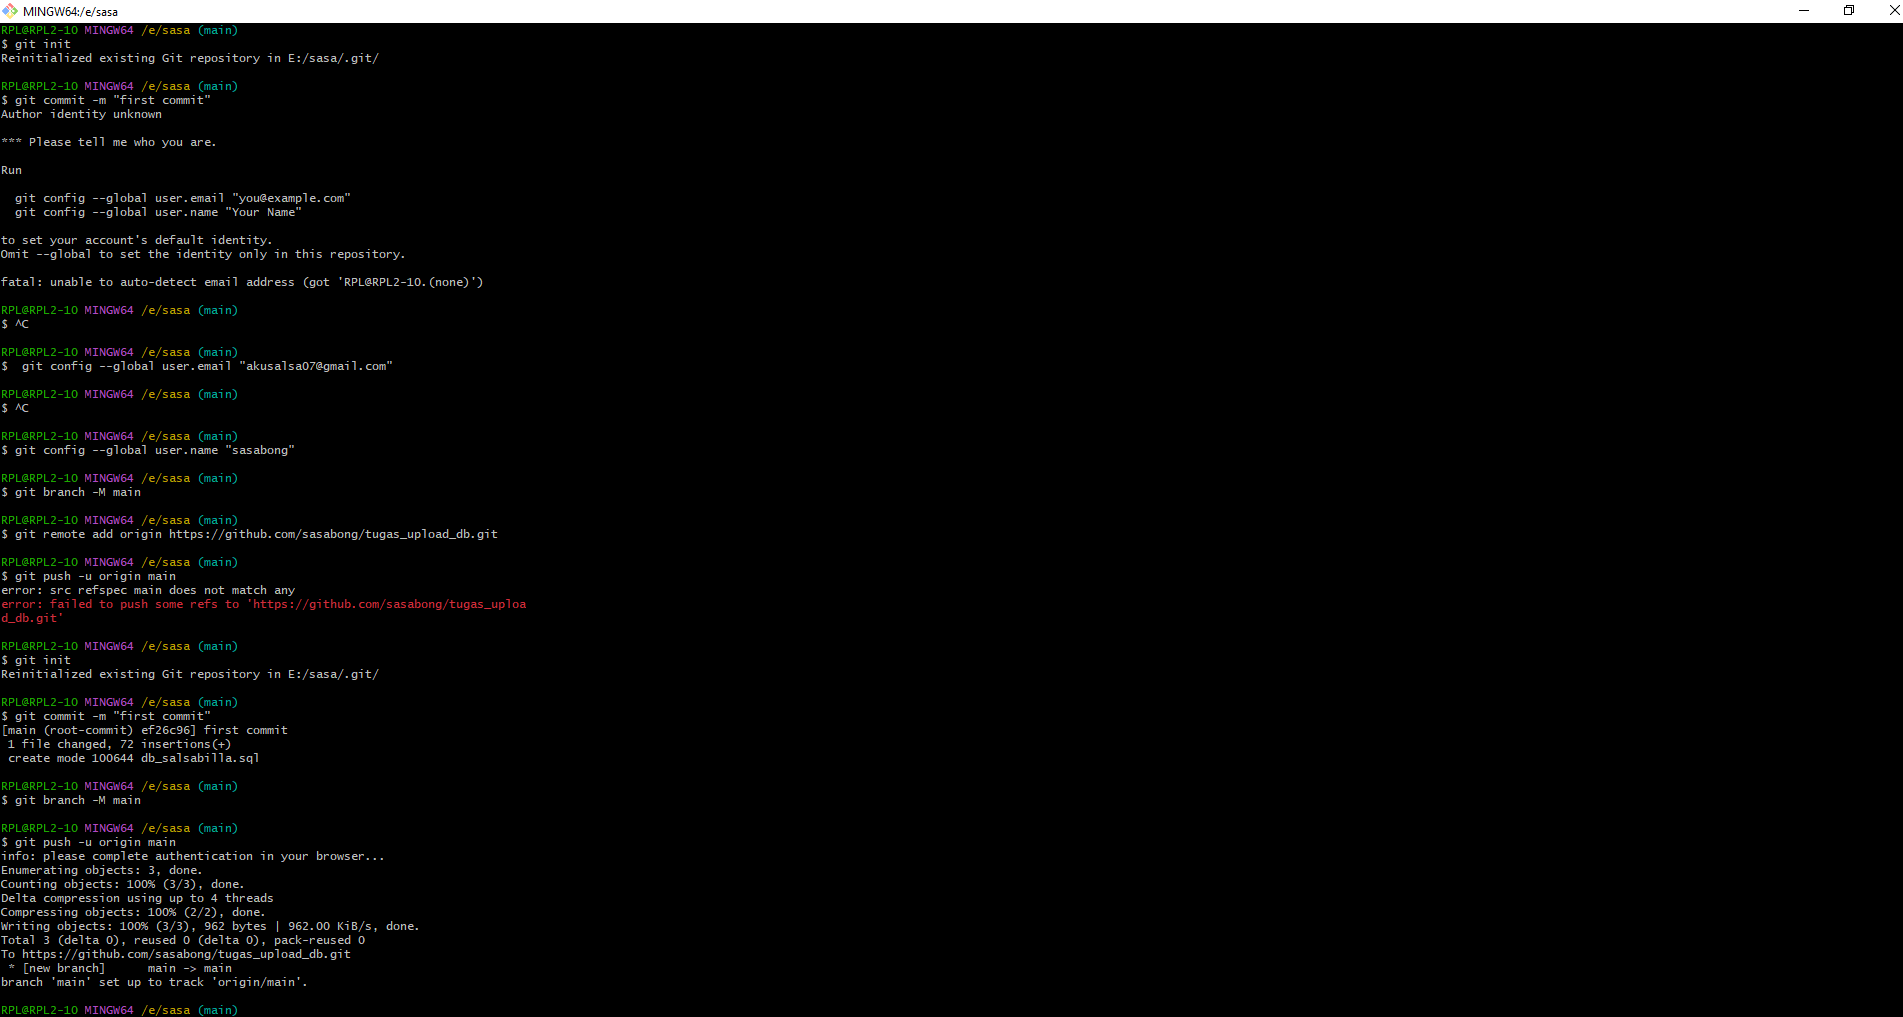 MINGW64:/e/sasa
RPL@RPL2-10 MINGW64 /e/sasa (main)
$ git init
Reinitialized existing Git repository in E:/sasa/.git/
RPL@RPL2-10 MINGW64 /e/sasa (main)
$ git commit -m "first commit"
Author identity unknown
*** Please tell me who you are.
Run
  git config --global user.email "you@example.com"
  git config --global user.name "Your Name"
to set your account's default identity.
Omit --global to set the identity only in this repository.
fatal: unable to auto-detect email address (got 'RPL@RPL2-10.(none)')
RPL@RPL2-10 MINGW64 /e/sasa (main)
$ ^C
RPL@RPL2-10 MINGW64 /e/sasa (main)
$  git config --global user.email "akusalsa07@gmail.com"
RPL@RPL2-10 MINGW64 /e/sasa (main)
$ ^C
RPL@RPL2-10 MINGW64 /e/sasa (main)
$ git config --global user.name "sasabong"
RPL@RPL2-10 MINGW64 /e/sasa (main)
$ git branch -M main
RPL@RPL2-10 MINGW64 /e/sasa (main)
$ git remote add origin https://github.com/sasabong/tugas_upload_db.git
RPL@RPL2-10 MINGW64 /e/sasa (main)
$ git push -u origin main
error: src refspec main does not match any
error: failed to push some refs to 'https://github.com/sasabong/tugas_uploa
d_db.git'
RPL@RPL2-10 MINGW64 /e/sasa (main)
$ git init
Reinitialized existing Git repository in E:/sasa/.git/
RPL@RPL2-10 MINGW64 /e/sasa (main)
$ git commit -m "first commit"
[main (root-commit) ef26c96] first commit
 1 file changed, 72 insertions(+)
 create mode 100644 db_salsabilla.sql
RPL@RPL2-10 MINGW64 /e/sasa (main)
$ git branch -M main
RPL@RPL2-10 MINGW64 /e/sasa (main)
$ git push -u origin main
info: please complete authentication in your browser...
Enumerating objects: 3, done.
Counting objects: 100% (3/3), done.
Delta compression using up to 4 threads
Compressing objects: 100% (2/2), done.
Writing objects: 100% (3/3), 962 bytes | 962.00 KiB/s, done.
Total 3 (delta 0), reused 0 (delta 0), pack-reused 0
To https://github.com/sasabong/tugas_upload_db.git
 * [new branch]      main -> main
branch 'main' set up to track 'origin/main'.
RPL@RPL2-10 MINGW64 /e/sasa (main)